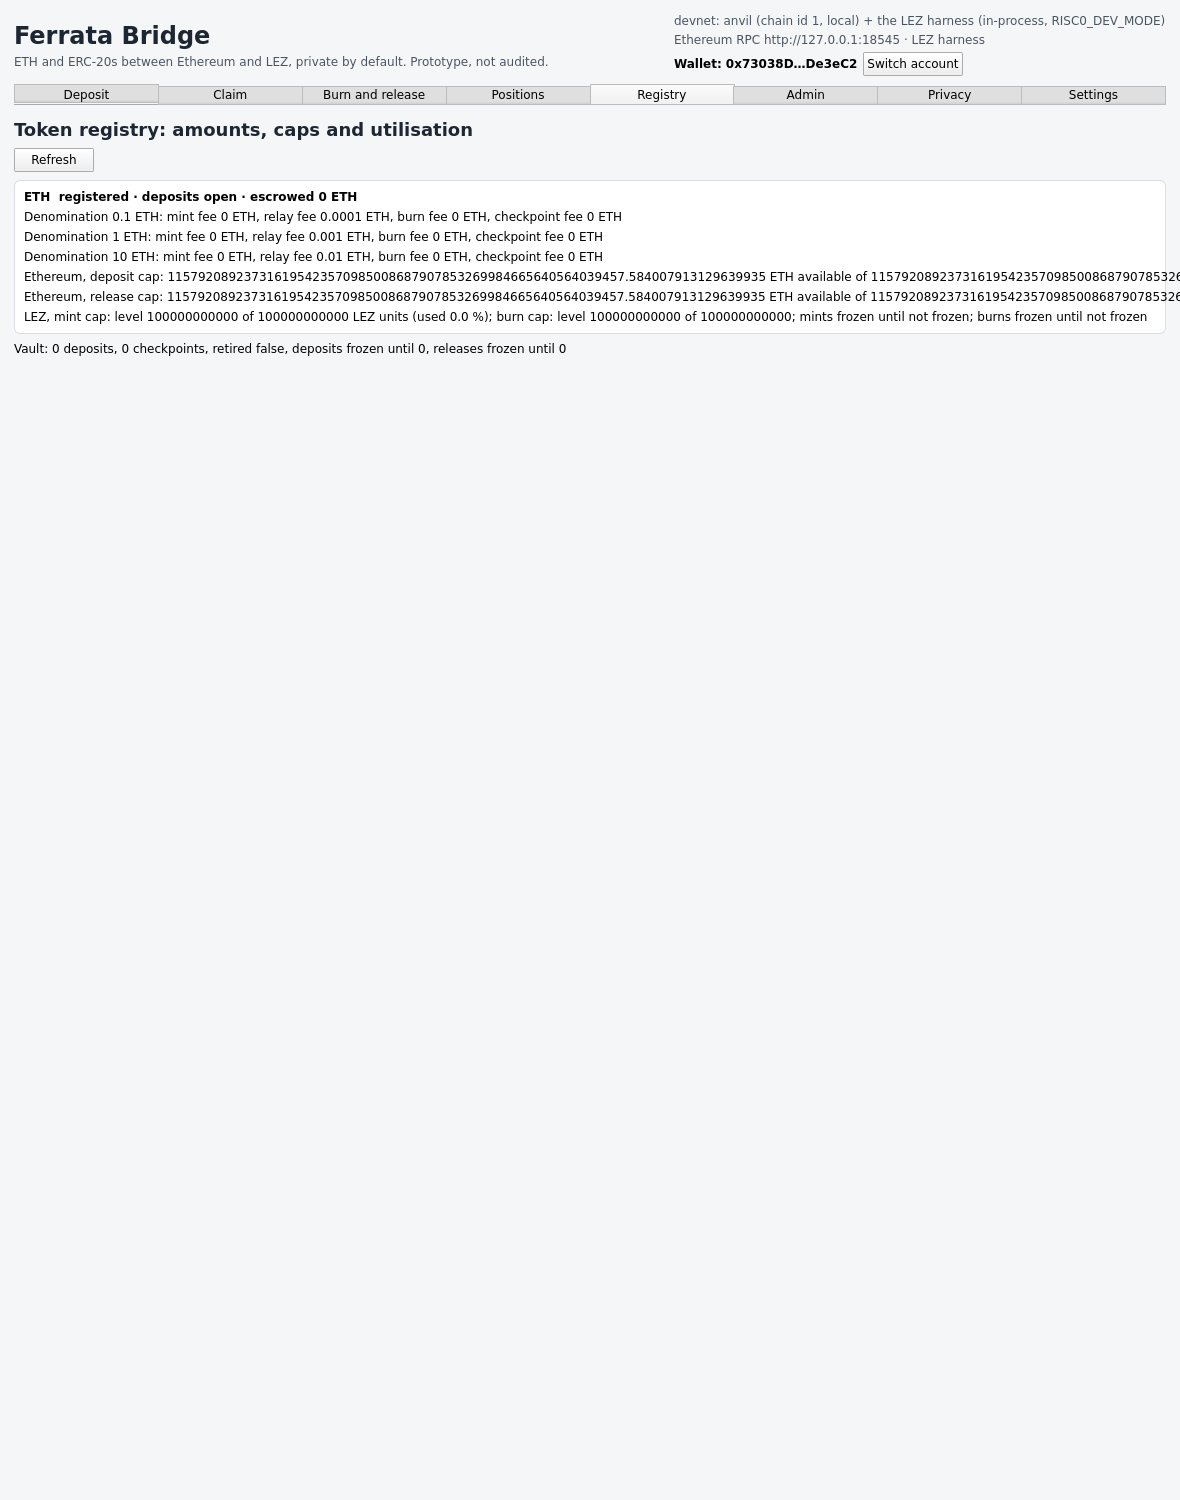 Ferrata Bridge
ETH and ERC-20s between Ethereum and LEZ, private by default. Prototype, not audited.
devnet: anvil (chain id 1, local) + the LEZ harness (in-process, RISC0_DEV_MODE)
Ethereum RPC http://127.0.0.1:18545 · LEZ harness
Wallet: 0x73038D…De3eC2 Switch account
Deposit Claim Burn and release Positions Registry Admin Privacy Settings
Token registry: amounts, caps and utilisation
Refresh
ETH registered · deposits open · escrowed 0 ETH
Denomination 0.1 ETH: mint fee 0 ETH, relay fee 0.0001 ETH, burn fee 0 ETH, checkpoint fee 0 ETH
Denomination 1 ETH: mint fee 0 ETH, relay fee 0.001 ETH, burn fee 0 ETH, checkpoint fee 0 ETH
Denomination 10 ETH: mint fee 0 ETH, relay fee 0.01 ETH, burn fee 0 ETH, checkpoint fee 0 ETH
Ethereum, deposit cap: 115792089237316195423570985008687907853269984665640564039457.584007913129639935 ETH available of 11579208923731619542357098500868790785326
Ethereum, release cap: 115792089237316195423570985008687907853269984665640564039457.584007913129639935 ETH available of 11579208923731619542357098500868790785326
LEZ, mint cap: level 100000000000 of 100000000000 LEZ units (used 0.0 %); burn cap: level 100000000000 of 100000000000; mints frozen until not frozen; burns frozen until not frozen
Vault: 0 deposits, 0 checkpoints, retired false, deposits frozen until 0, releases frozen until 0